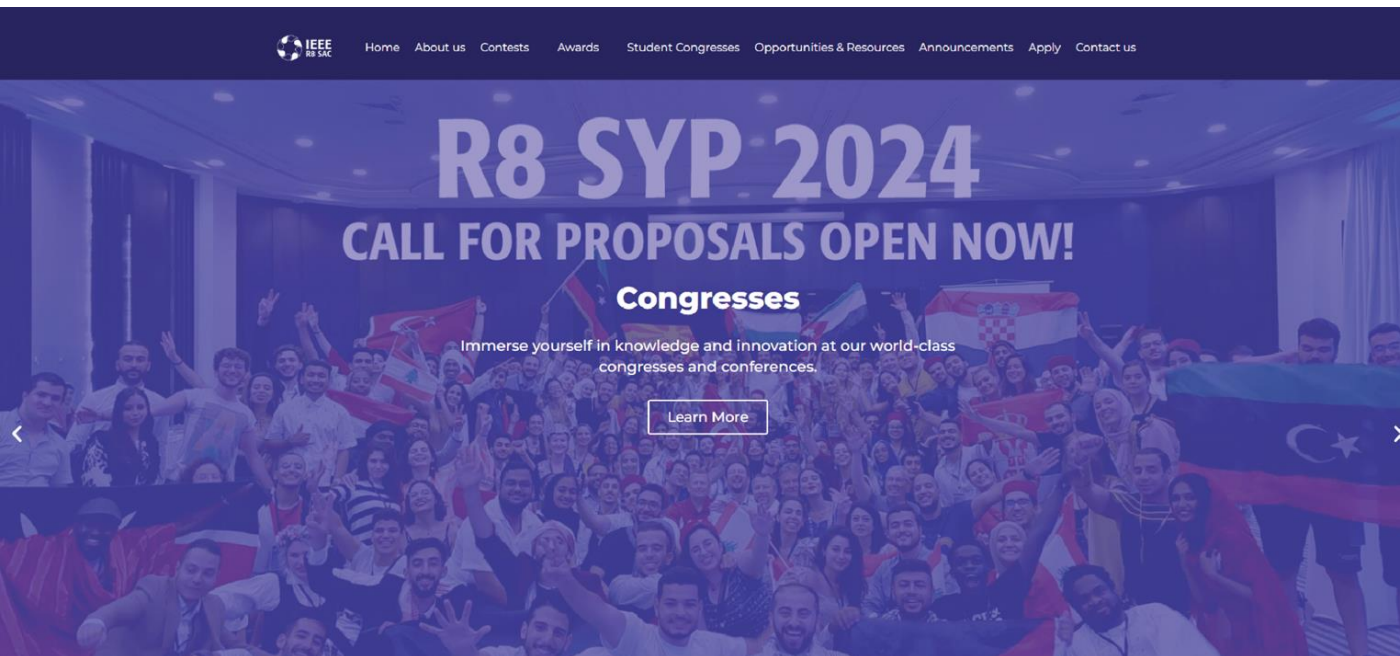 IEEE
R8 SAC
Home About us Contests Awards Student Congresses Opportunities & Resources Announcements Apply Contact us
R8 SYP 2024
CALL FOR PROPOSALS OPEN NOW!
Congresses
Immerse yourself in knowledge and innovation at our world-class
congresses and conferences.
Learn More